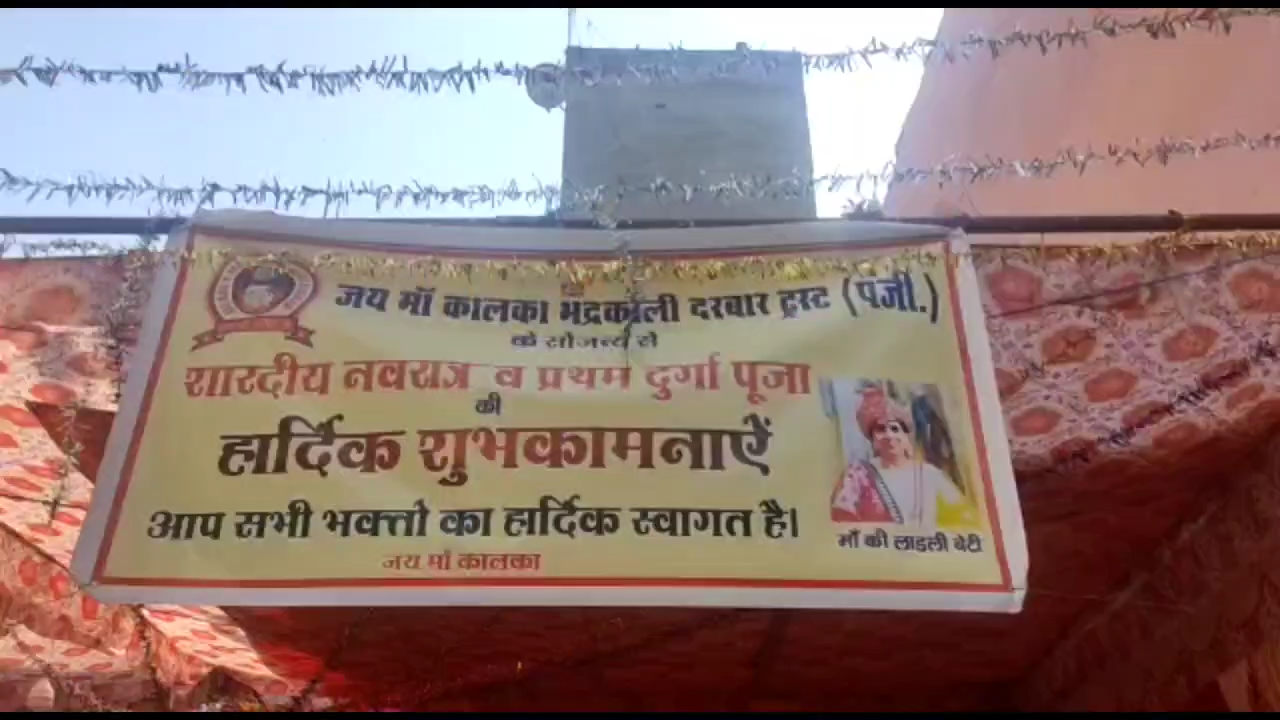 जय माँ कालका भद्रकाली दरबार ट्रस्ट (पंजी.)
के सौजन्य से
शारदीय नवरात्र व प्रथम दुर्गा पूजा
की
हार्दिक शुभकामनाऐं
आप सभी भक्तो का हार्दिक स्वागत है।
माँ की लाडली बेटी
जय माँ कालका